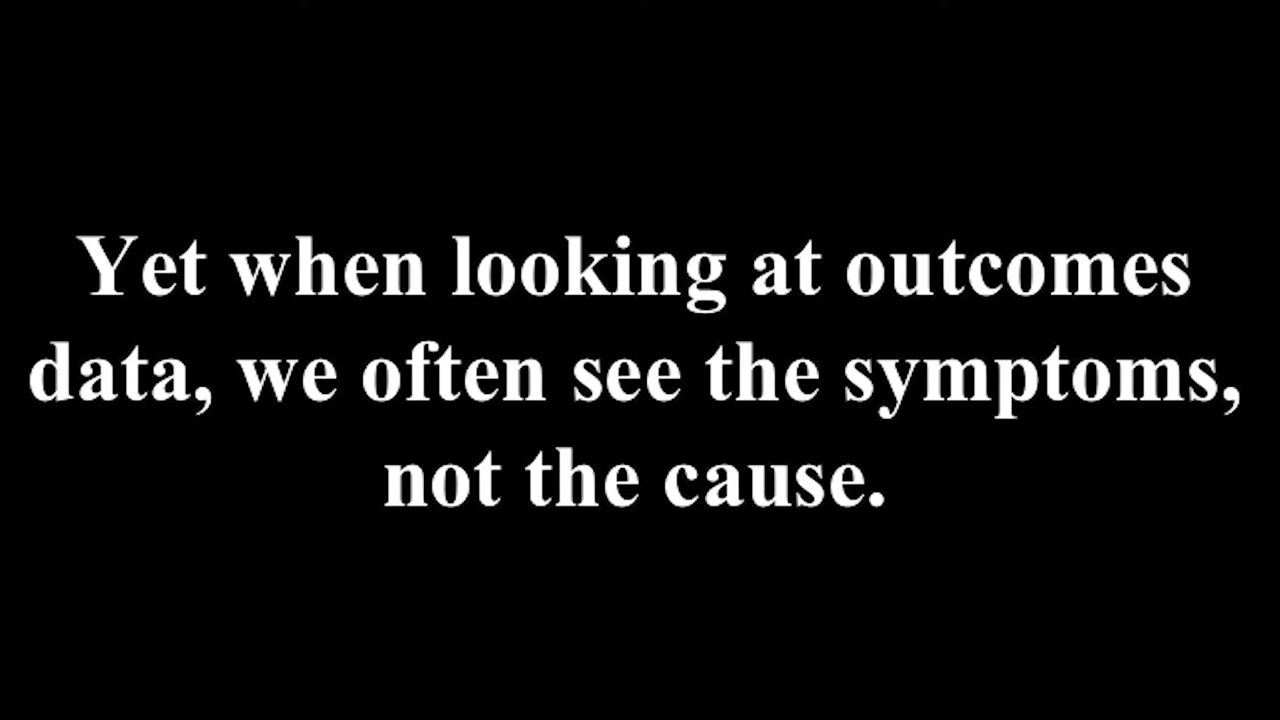 Yet when looking at outcomes
data, we often see the symptoms,
not the cause.